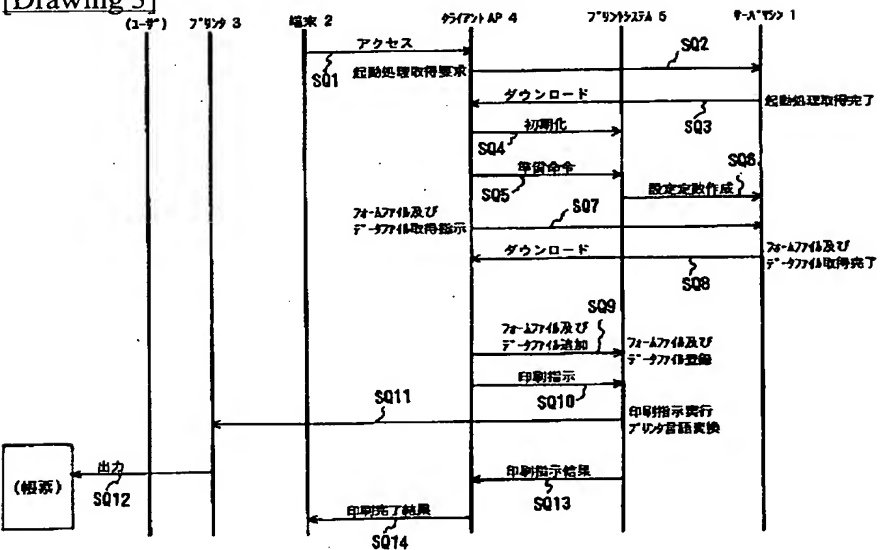 [Drawing 3]
(ユーザ) プリンタ 3 端末 2 クライアント AP 4 プリントシステム 5 サーバマシン 1
アクセス
SQ1
起動処理取得要求
SQ2
ダウンロード
SQ3
起動処理取得完了
初期化
SQ4
準備命令
SQ5
設定定数作成
SQ6
フォームファイル及び
データファイル取得指示
SQ7
ダウンロード
SQ8
フォームファイル及び
データファイル取得完了
SQ9
フォームファイル及び
データファイル追加
フォームファイル及び
データファイル登録
印刷指示
SQ10
SQ11
印刷指示実行
プリンタ言語変換
(帳票)
出力
SQ12
印刷指示結果
SQ13
印刷完了結果
SQ14